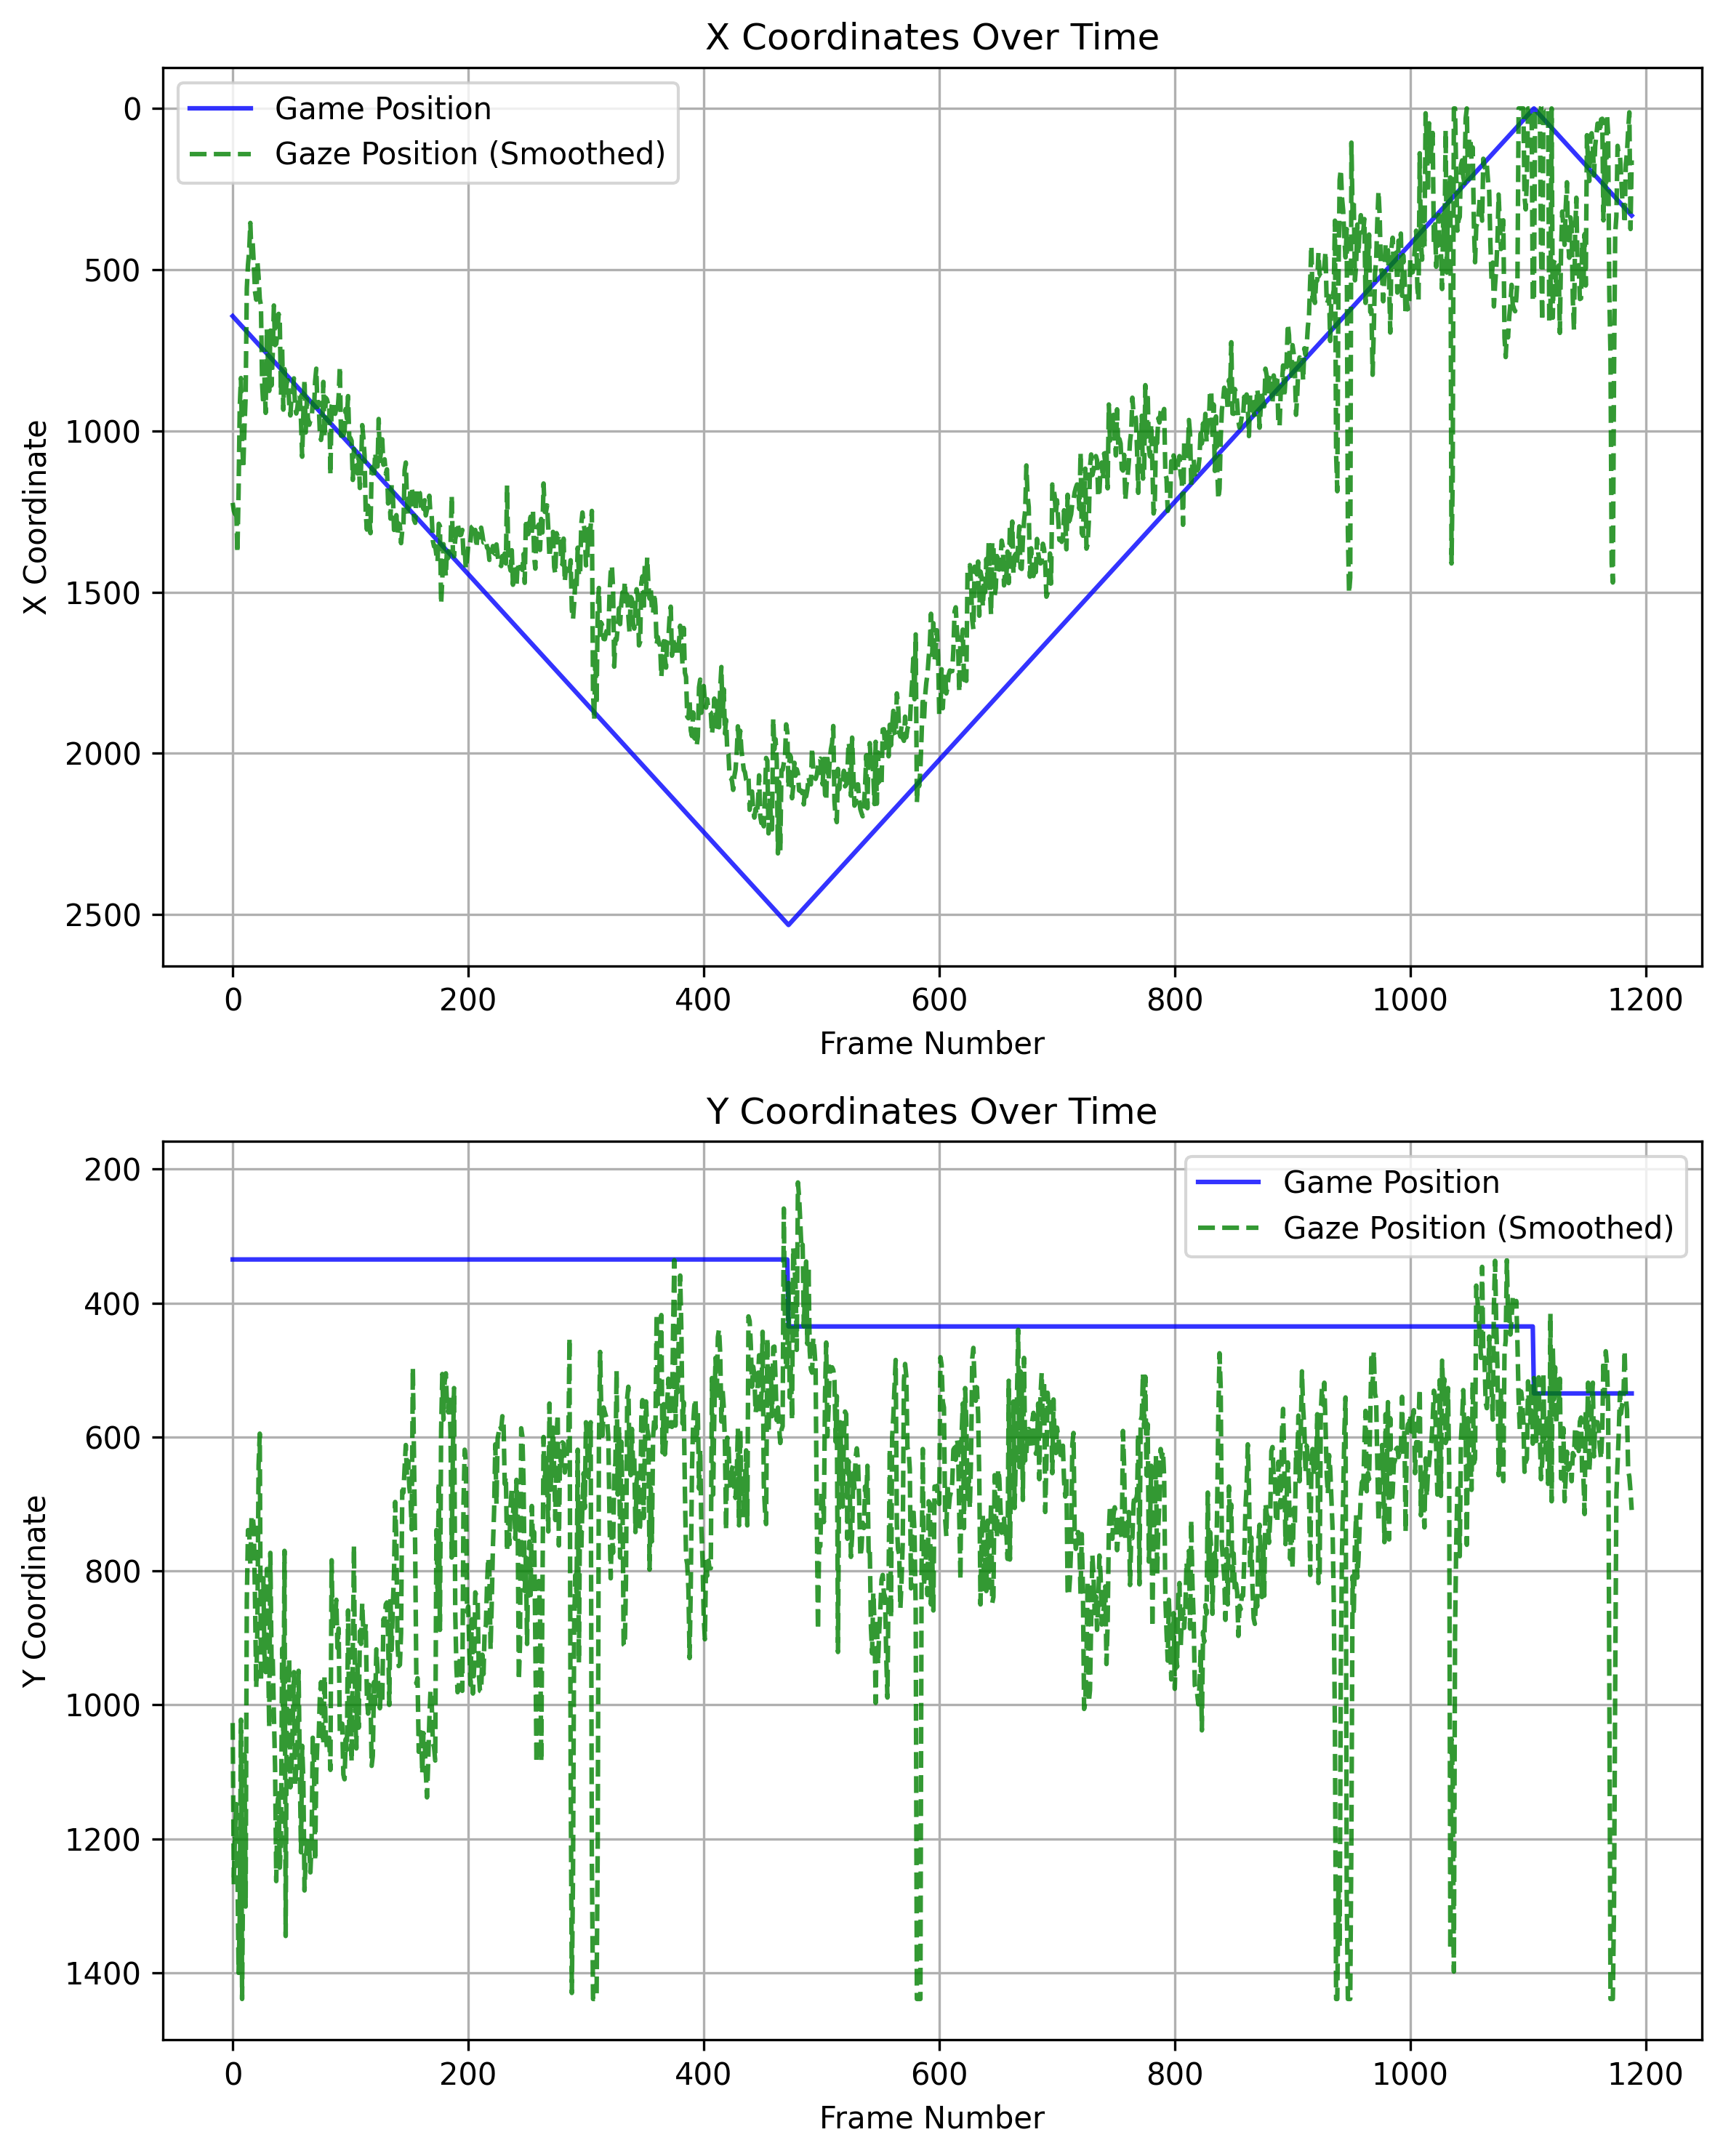 X Coordinates Over Time
Game Position
Gaze Position (Smoothed)
0
500
1000
1500
2000
2500
X Coordinate
0 200 400 600 800 1000 1200
Frame Number
Y Coordinates Over Time
Game Position
Gaze Position (Smoothed)
200
400
600
800
1000
1200
1400
Y Coordinate
0 200 400 600 800 1000 1200
Frame Number